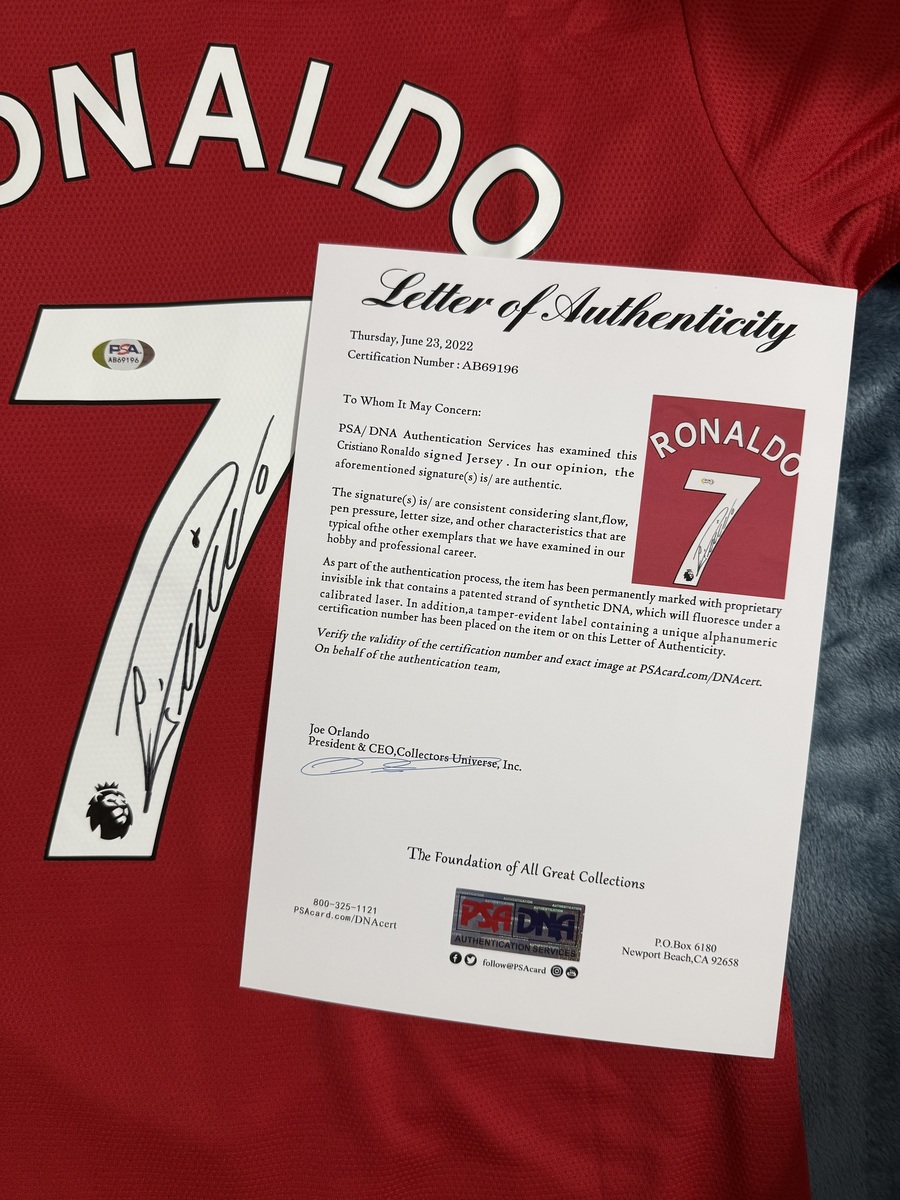 ONALDO
7
PSA
AB69196
Letter of Authenticity
Thursday, June 23, 2022
Certification Number : AB69196
To Whom It May Concern:
PSA/ DNA Authentication Services has examined this
Cristiano Ronaldo signed Jersey . In our opinion, the
aforementioned signature(s) is/ are authentic.
The signature(s) is/ are consistent considering slant,flow,
pen pressure, letter size, and other characteristics that are
typical ofthe other exemplars that we have examined in our
hobby and professional career.
RONALDO
7
As part of the authentication process, the item has been permanently marked with proprietary
invisible ink that contains a patented strand of synthetic DNA, which will fluoresce under a
calibrated laser. In addition,a tamper-evident label containing a unique alphanumeric
certification number has been placed on the item or on this Letter of Authenticity.
Verify the validity of the certification number and exact image at PSAcard.com/DNAcert.
On behalf of the authentication team,
Joe Orlando
President & CEO,Collectors Universe, Inc.
The Foundation of All Great Collections
800-325-1121
PSAcard.com/DNAcert
PSA DNA
AUTHENTICATION SERVICES
follow@PSAcard
P.O.Box 6180
Newport Beach,CA 92658